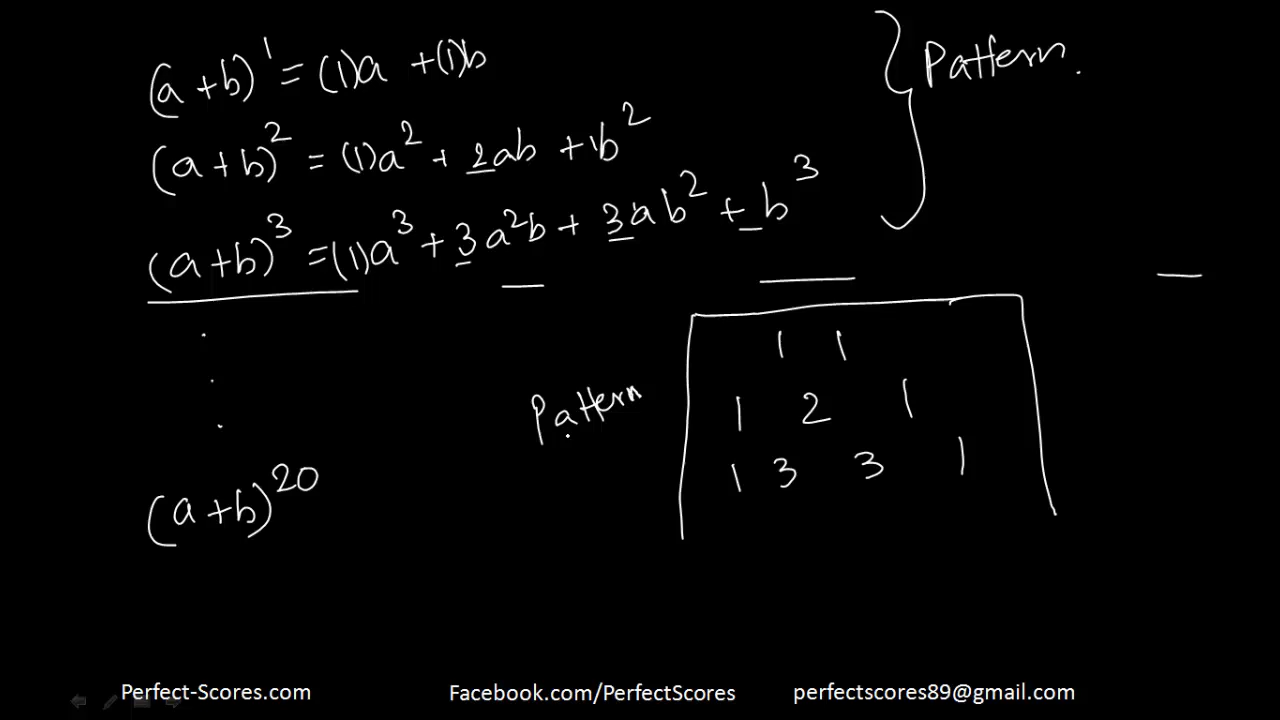 (a+b)¹ = (1)a + (1)b
Pattern.
(a+b)² = (1)a² + 2ab + 1b²
(a+b)³ = (1)a³ + 3a²b + 3ab² + b³
1 1
Pattern
1 2 1
1 3 3 1
(a+b)²⁰
Perfect-Scores.com Facebook.com/PerfectScores perfectscores89@gmail.com